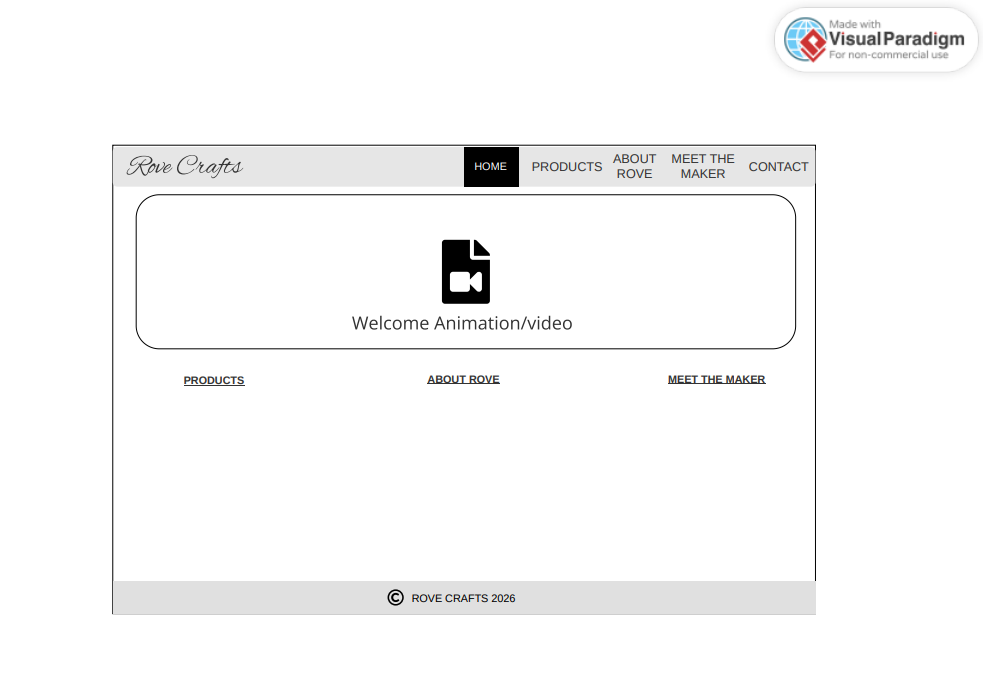 Made with
Visual Paradigm
For non-commercial use
Rove Crafts
HOME
PRODUCTS
ABOUT
ROVE
MEET THE
MAKER
CONTACT
Welcome Animation/video
PRODUCTS
ABOUT ROVE
MEET THE MAKER
© ROVE CRAFTS 2026